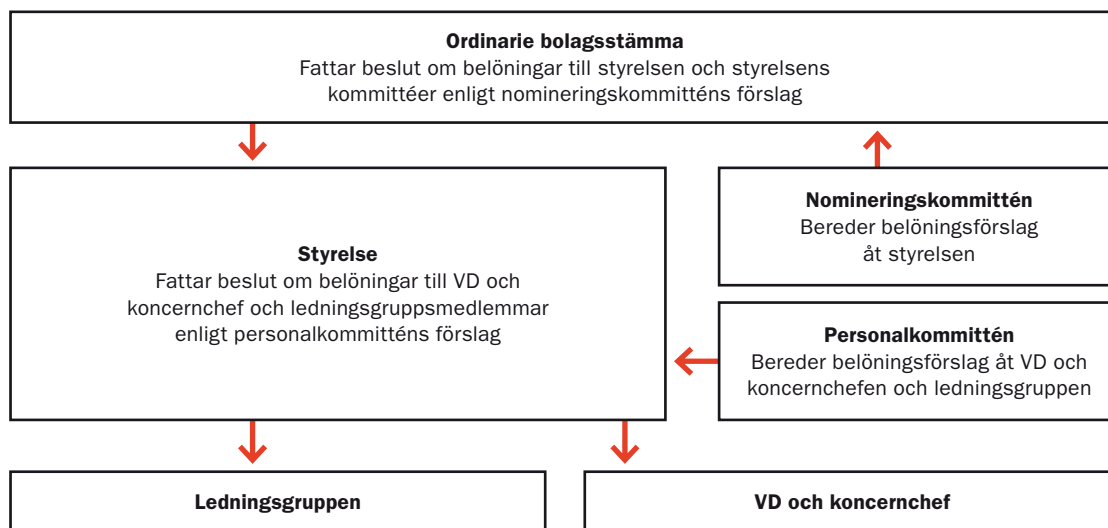 Ordinarie bolagsstämma
Fattar beslut om belöningar till styrelsen och styrelsens
kommittéer enligt nomineringskommitténs förslag
Nomineringskommittén
Bereder belöningsförslag
åt styrelsen
Styrelse
Fattar beslut om belöningar till VD och
koncernchef och ledningsgruppsmedlemmar
enligt personalkommitténs förslag
Personalkommittén
Bereder belöningsförslag åt VD och
koncernchefen och ledningsgruppen
Ledningsgruppen
VD och koncernchef